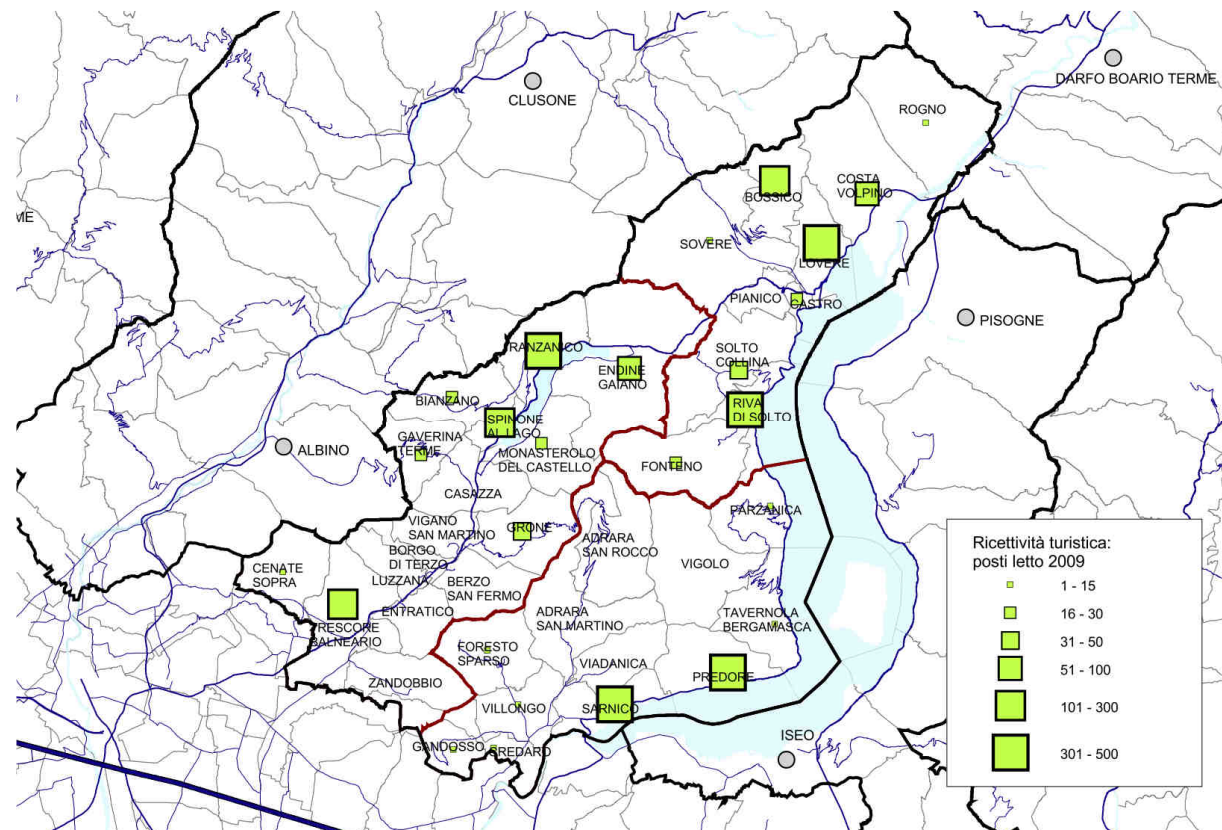 CLUSONE
DARFO BOARIO TERME
ROGNO
COSTA
VOLPINO
BOSSICO
ME
SOVERE
LOVERE
PIANICO
CASTRO
PISOGNE
RANZANICO
SOLTO
COLLINA
ENDINE
GAIANO
BIANZANO
RIVA
DI SOLTO
SPINONE
AL LAGO
GAVERINA
TERME
ALBINO
MONASTEROLO
DEL CASTELLO
FONTENO
CASAZZA
PARZANICA
VIGANO
SAN MARTINO
GRONE
ADRARA
SAN ROCCO
BORGO
DI TERZO
VIGOLO
CENATE
SOPRA
LUZZANA
BERZO
SAN FERMO
ENTRATICO
ADRARA
SAN MARTINO
TAVERNOLA
BERGAMASCA
TRESCORE
BALNEARIO
FORESTO
SPARSO
VIADANICA
PREDORE
ZANDOBBIO
VILLONGO
SARNICO
ISEO
GANDOSSO
CREDARO
Ricettività turistica:
posti letto 2009
1 - 15
16 - 30
31 - 50
51 - 100
101 - 300
301 - 500